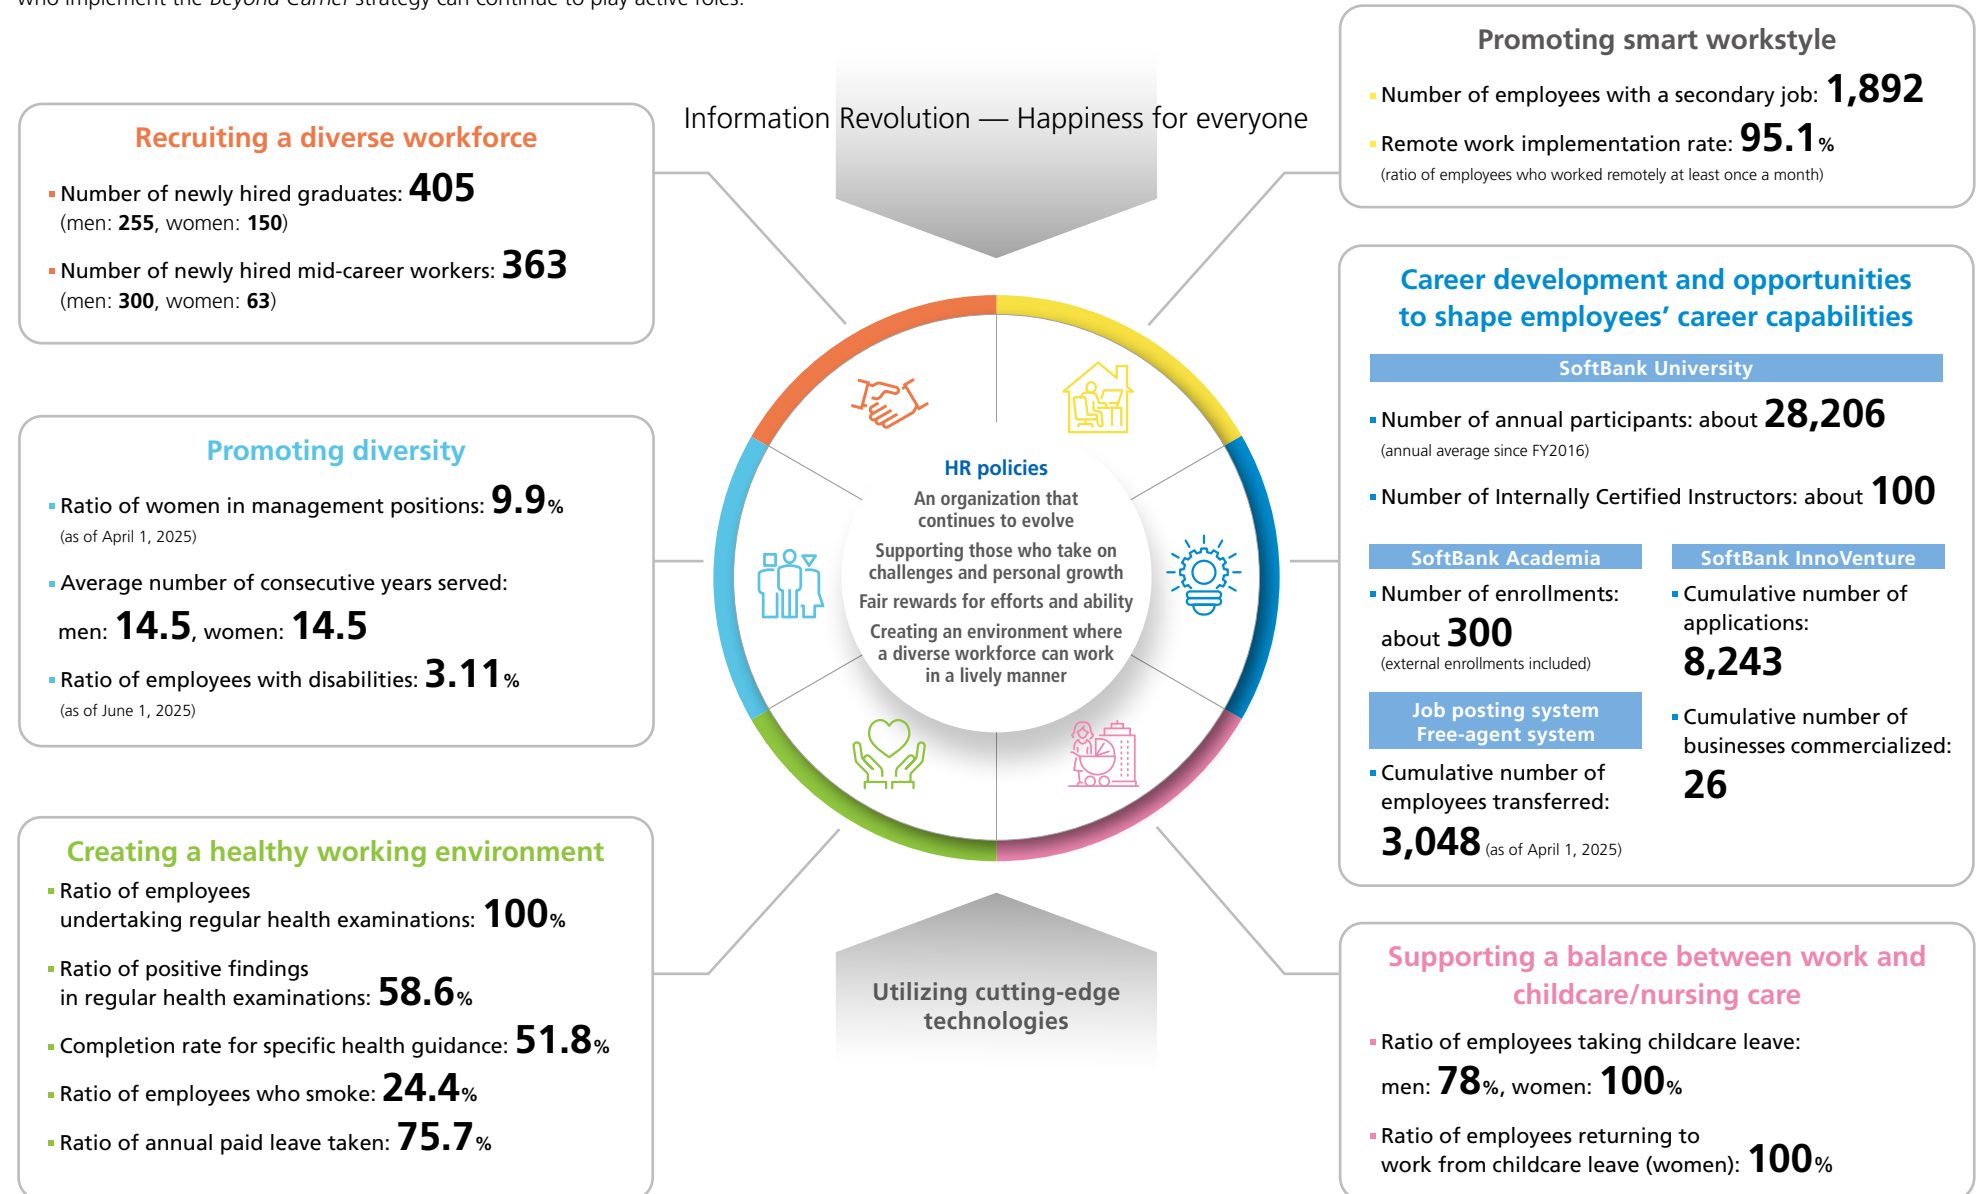 who implement the Beyond Carrier strategy can continue to play active roles.
Information Revolution — Happiness for everyone
Recruiting a diverse workforce
Number of newly hired graduates: 405
(men: 255, women: 150)
Number of newly hired mid-career workers: 363
(men: 300, women: 63)
Promoting diversity
Ratio of women in management positions: 9.9%
(as of April 1, 2025)
Average number of consecutive years served:
men: 14.5, women: 14.5
Ratio of employees with disabilities: 3.11%
(as of June 1, 2025)
Creating a healthy working environment
Ratio of employees
undertaking regular health examinations: 100%
Ratio of positive findings
in regular health examinations: 58.6%
Completion rate for specific health guidance: 51.8%
Ratio of employees who smoke: 24.4%
Ratio of annual paid leave taken: 75.7%
HR policies
An organization that
continues to evolve
Supporting those who take on
challenges and personal growth
Fair rewards for efforts and ability
Creating an environment where
a diverse workforce can work
in a lively manner
Utilizing cutting-edge
technologies
Promoting smart workstyle
Number of employees with a secondary job: 1,892
Remote work implementation rate: 95.1%
(ratio of employees who worked remotely at least once a month)
Career development and opportunities
to shape employees’ career capabilities
SoftBank University
Number of annual participants: about 28,206
(annual average since FY2016)
Number of Internally Certified Instructors: about 100
SoftBank Academia
Number of enrollments:
about 300
(external enrollments included)
Job posting system
Free-agent system
Cumulative number of
employees transferred:
3,048 (as of April 1, 2025)
SoftBank InnoVenture
Cumulative number of
applications:
8,243
Cumulative number of
businesses commercialized:
26
Supporting a balance between work and
childcare/nursing care
Ratio of employees taking childcare leave:
men: 78%, women: 100%
Ratio of employees returning to
work from childcare leave (women): 100%